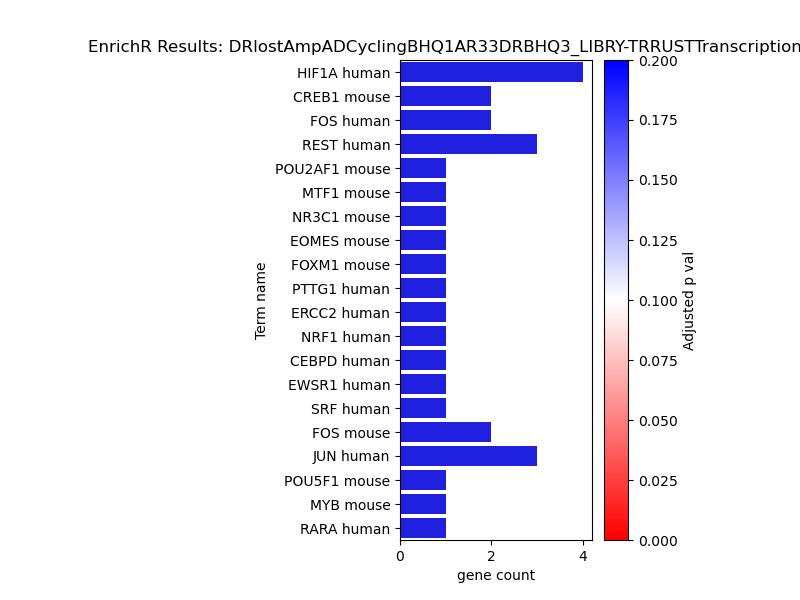 EnrichR Results: DRlostAmpADCyclingBHQ1AR33DRBHQ3_LIBRY-TRRUSTTranscription
HIF1A human
CREB1 mouse
FOS human
REST human
POU2AF1 mouse
MTF1 mouse
NR3C1 mouse
EOMES mouse
FOXM1 mouse
PTTG1 human
ERCC2 human
NRF1 human
CEBPD human
EWSR1 human
SRF human
FOS mouse
JUN human
POU5F1 mouse
MYB mouse
RARA human
Term name
0 2 4
gene count
0.200
0.175
0.150
0.125
0.100
0.075
0.050
0.025
0.000
Adjusted p val